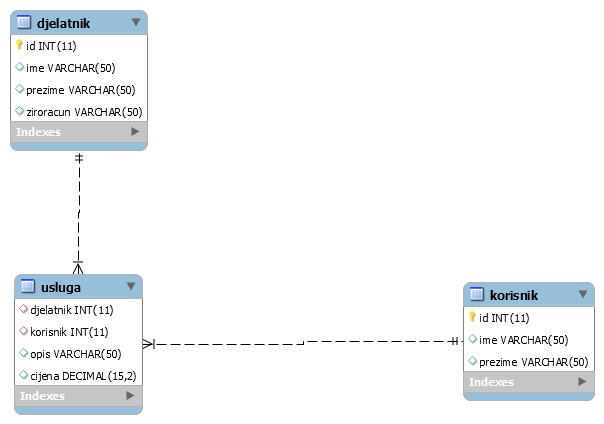 djelatnik
id INT(11)
ime VARCHAR(50)
prezime VARCHAR(50)
ziroracun VARCHAR(50)
Indexes
usluga
djelatnik INT(11)
korisnik INT(11)
opis VARCHAR(50)
cijena DECIMAL(15,2)
Indexes
korisnik
id INT(11)
ime VARCHAR(50)
prezime VARCHAR(50)
Indexes